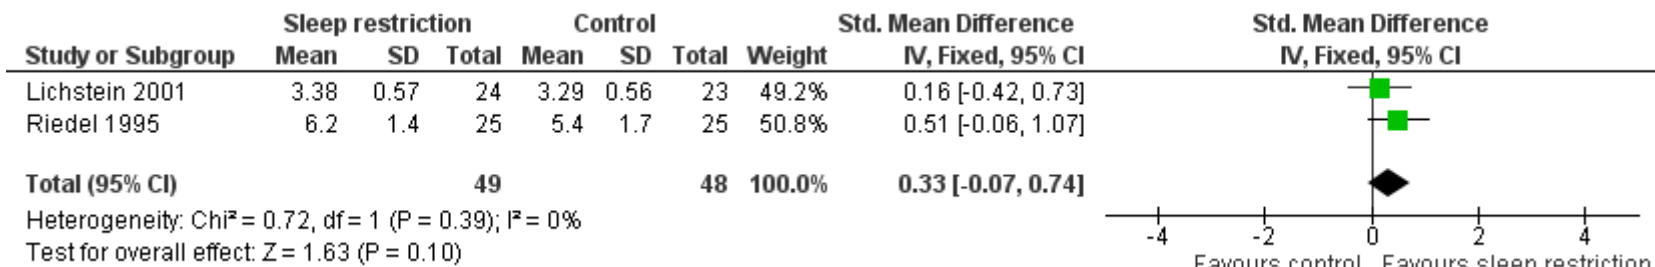 Sleep restriction Control Std. Mean Difference Std. Mean Difference
Study or Subgroup Mean SD Total Mean SD Total Weight IV, Fixed, 95% CI IV, Fixed, 95% CI
Lichstein 2001 3.38 0.57 24 3.29 0.56 23 49.2% 0.16 [-0.42, 0.73]
Riedel 1995 6.2 1.4 25 5.4 1.7 25 50.8% 0.51 [-0.06, 1.07]
Total (95% CI) 49 48 100.0% 0.33 [-0.07, 0.74]
Heterogeneity: Chi² = 0.72, df = 1 (P = 0.39); I² = 0%
Test for overall effect: Z = 1.63 (P = 0.10)
-4 -2 0 2 4
Favours control Favours sleep restriction